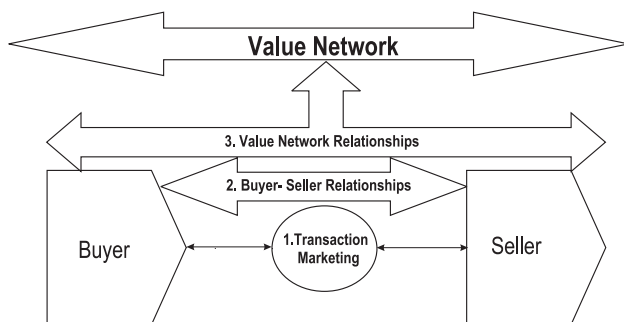 Value Network
3. Value Network Relationships
2. Buyer- Seller Relationships
Buyer
1.Transaction
Marketing
Seller